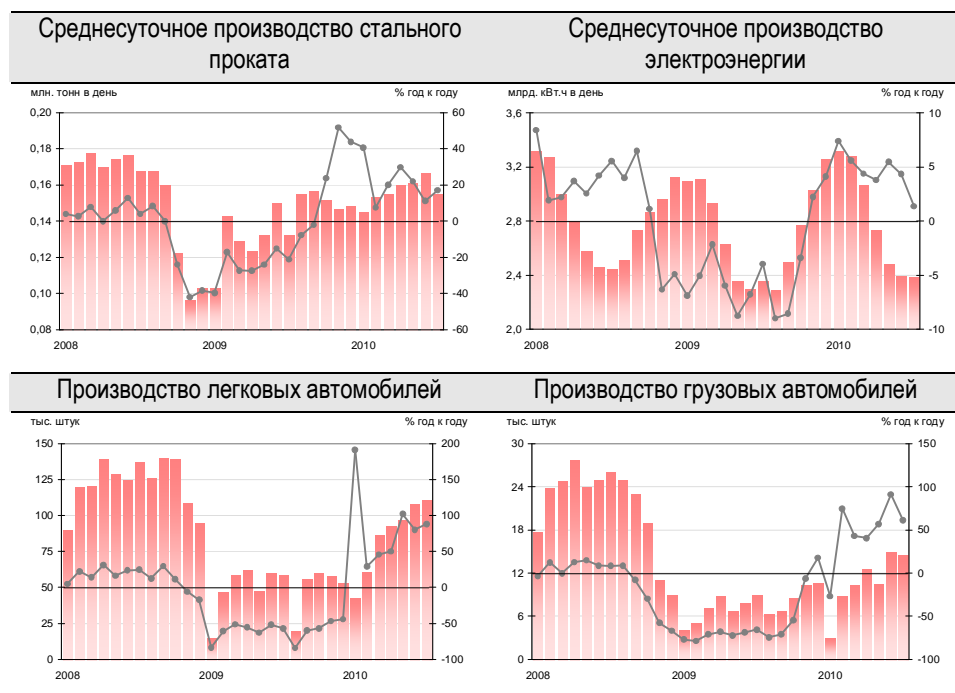 Среднесуточное производство стального
проката
млн. тонн в день % год к году
0,20 60
0,18 40
0,16 20
0,14 0
0,12 -20
0,10 -40
0,08 -60
2008 2009 2010
Среднесуточное производство
электроэнергии
млрд. кВт.ч в день % год к году
3,6 10
3,2 5
2,8 0
2,4 -5
2,0 -10
2008 2009 2010
Производство легковых автомобилей
тыс. штук % год к году
150 200
125 150
100 100
75 50
50 0
25 -50
0 -100
2008 2009 2010
Производство грузовых автомобилей
тыс. штук % год к году
30 150
24 100
18 50
12 0
6 -50
0 -100
2008 2009 2010